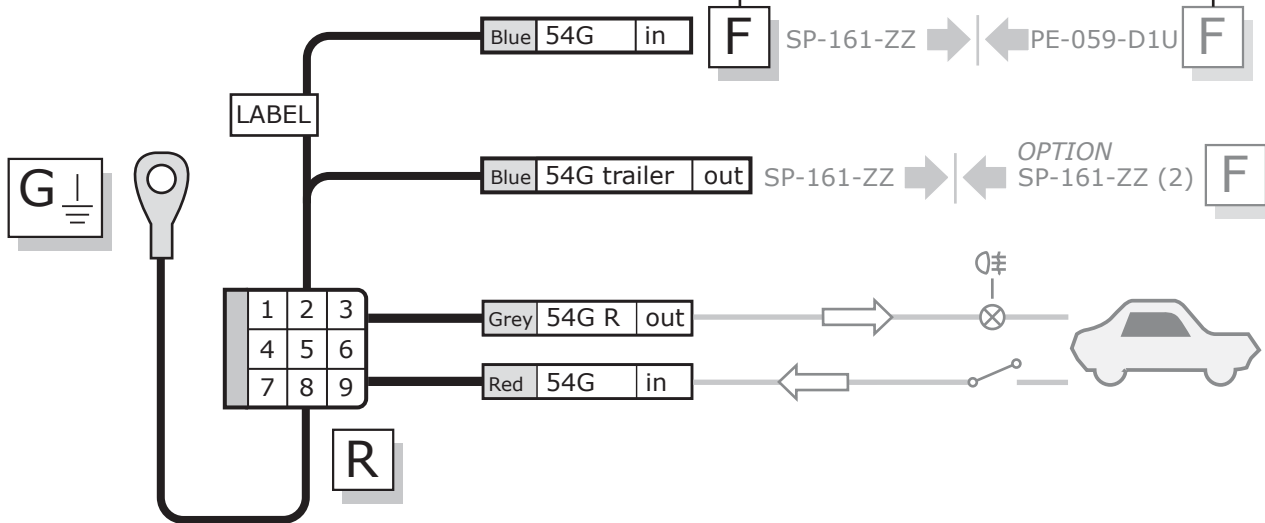 Blue 54G in F SP-161-ZZ PE-059-D1U F
LABEL
G
OPTION
Blue 54G trailer out SP-161-ZZ SP-161-ZZ (2) F
1 2 3
Grey 54G R out
4 5 6
7 8 9
Red 54G in
R